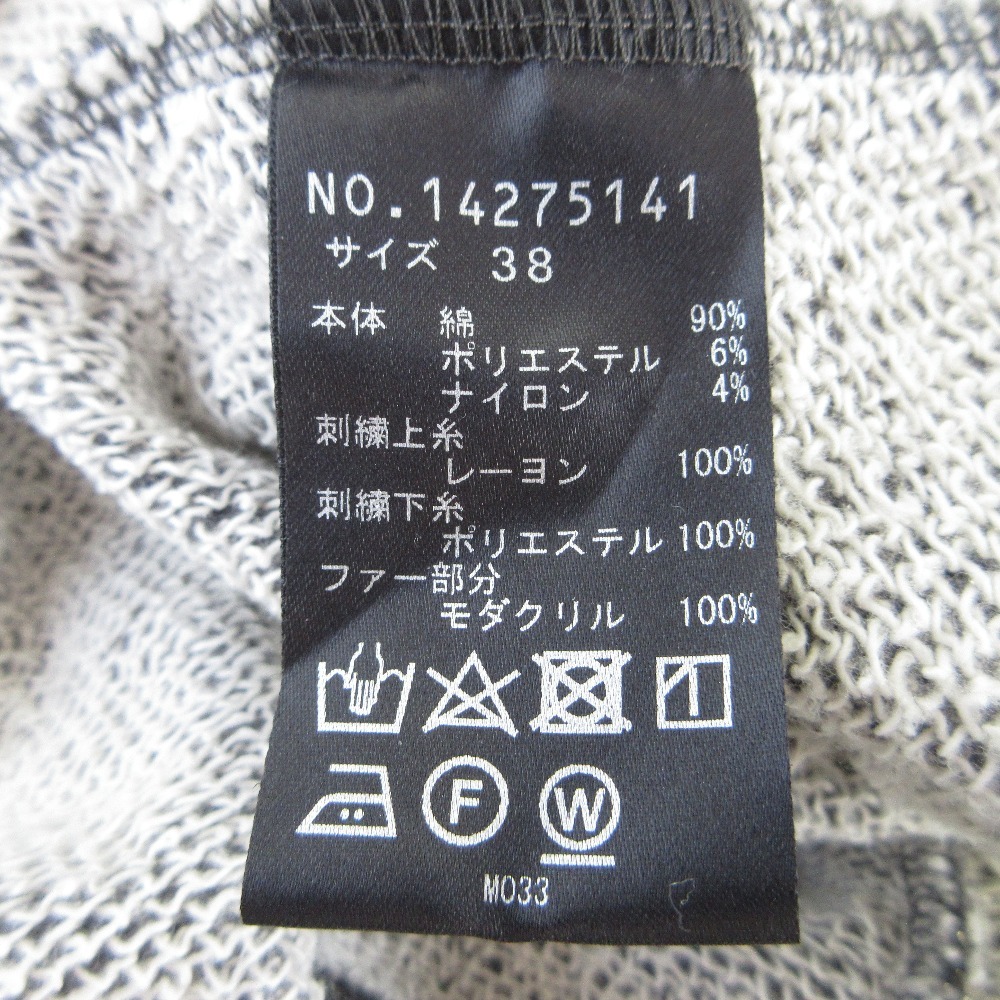 NO.14275141
サイズ 38
本体 綿 90%
ポリエステル 6%
ナイロン 4%
刺繍上糸
レーヨン 100%
刺繍下糸
ポリエステル 100%
ファー部分
モダクリル 100%
F W
M033